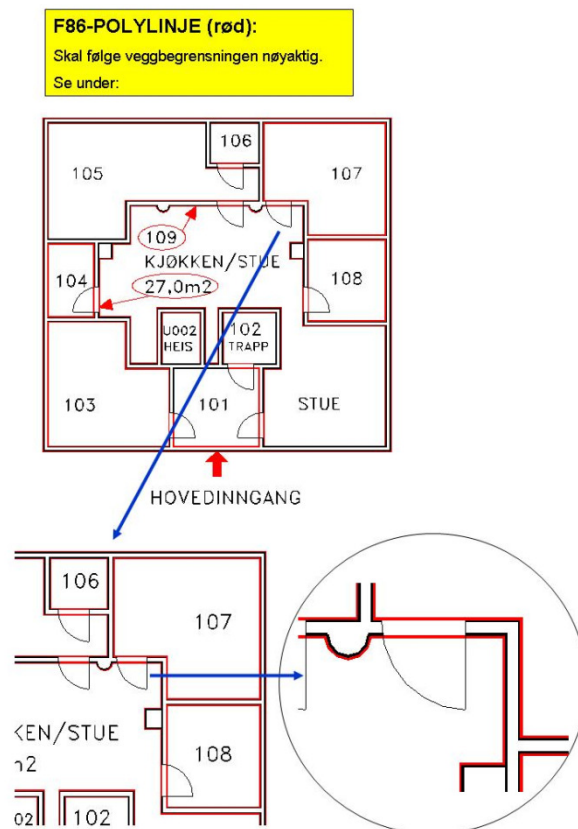 F86-POLYLINJE (rød):
Skal følge veggbegrensningen nøyaktig.
Se under:
106
105
107
109
KJØKKEN/STUE
104
108
27,0m2
U002
HEIS
102
TRAPP
103
101
STUE
HOVEDINNGANG
106
107
KEN/STUE
m2
108
02
102